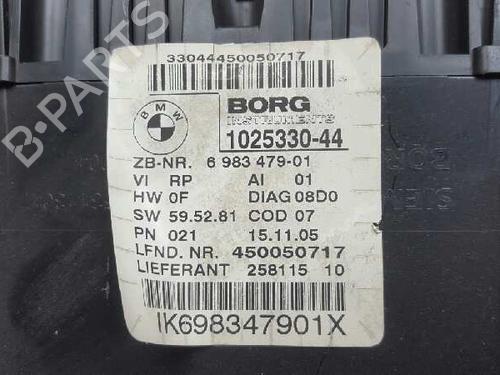 33044450050717
BMW
BORG
INSTRUMENTS
1025330-44
ZB-NR. 6 983 479-01
VI RP AI 01
HW 0F DIAG 08D0
SW 59.52.81 COD 07
PN 021 15.11.05
LFND. NR. 450050717
LIEFERANT 258115 10
IK698347901X
B-PARTS